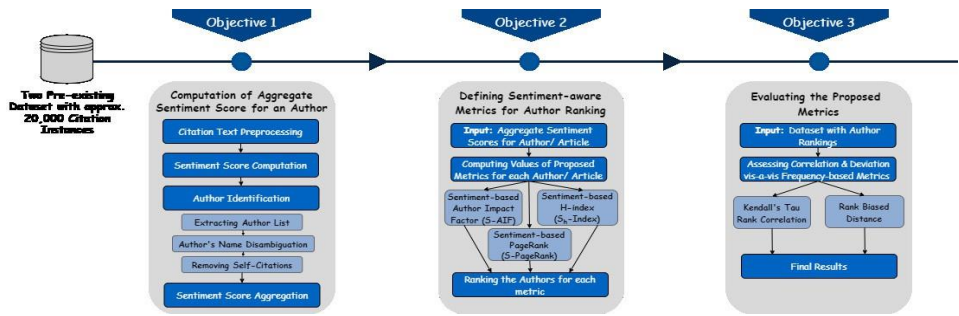 Objective 1
Objective 2
Objective 3
Two Pre-existing
Dataset with approx.
20,000 Citation
Instances
Computation of Aggregate
Sentiment Score for an Author
Citation Text Preprocessing
Sentiment Score Computation
Author Identification
Extracting Author List
Author's Name Disambiguation
Removing Self-Citations
Sentiment Score Aggregation
Defining Sentiment-aware
Metrics for Author Ranking
Input: Aggregate Sentiment
Scores for Author/ Article
Computing Values of Proposed
Metrics for each Author/ Article
Sentiment-based
Author Impact
Factor (S-AIF)
Sentiment-based
H-index
(Sh-Index)
Sentiment-based
PageRank
(S-PageRank)
Ranking the Authors for each
metric
Evaluating the Proposed
Metrics
Input: Dataset with Author
Rankings
Assessing Correlation & Deviation
vis-a-vis Frequency-based Metrics
Kendall's Tau
Rank Correlation
Rank Biased
Distance
Final Results